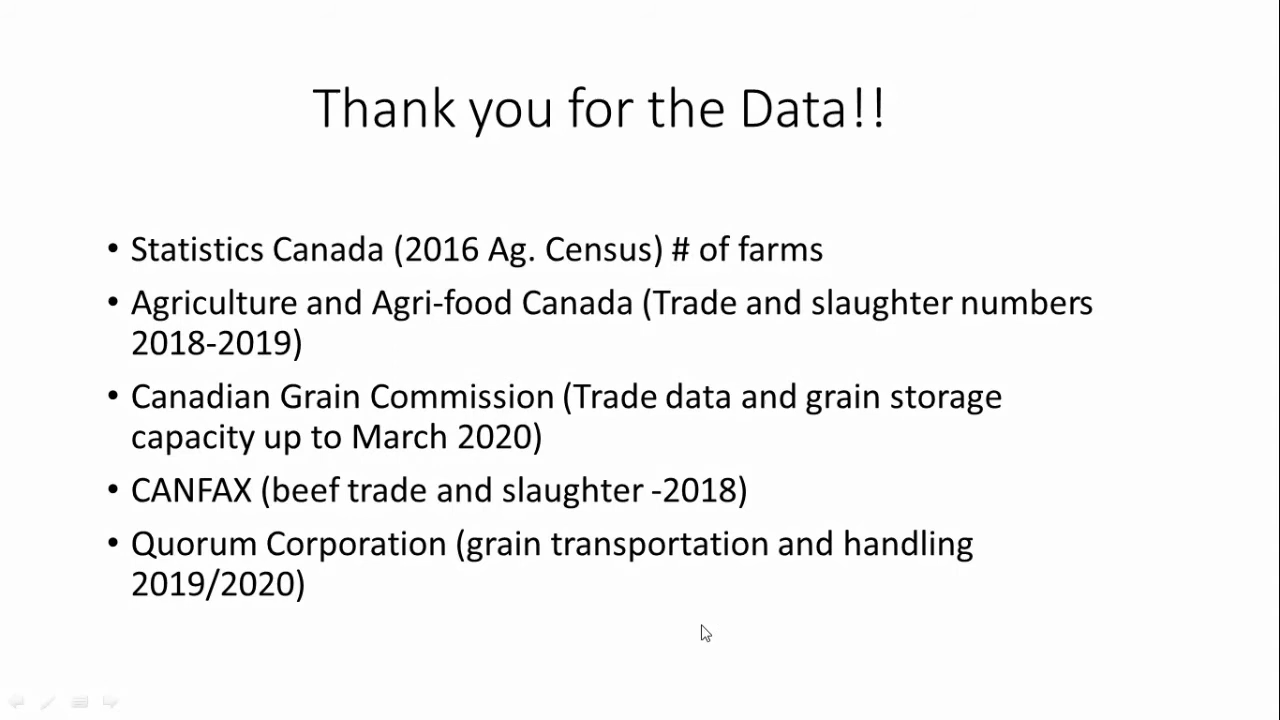 Thank you for the Data!!
• Statistics Canada (2016 Ag. Census) # of farms
• Agriculture and Agri-food Canada (Trade and slaughter numbers
2018-2019)
• Canadian Grain Commission (Trade data and grain storage
capacity up to March 2020)
• CANFAX (beef trade and slaughter -2018)
• Quorum Corporation (grain transportation and handling
2019/2020)